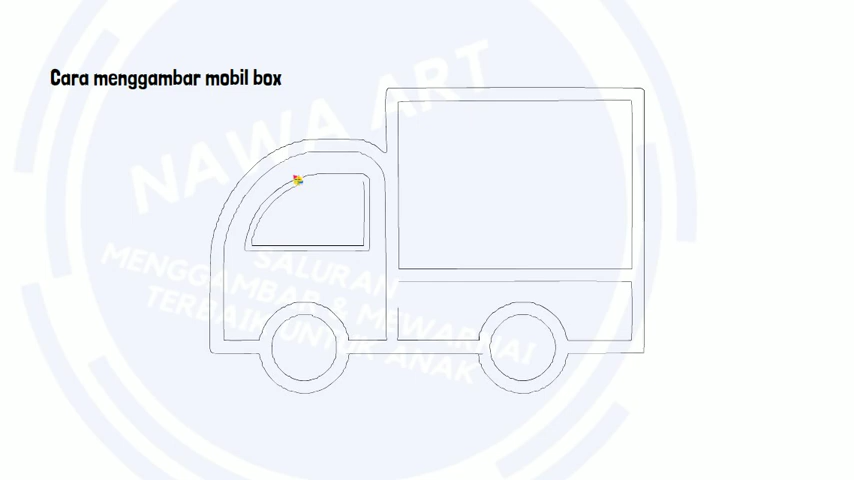 Cara menggambar mobil box
NAWA ART
SALURAN
MENGGAMBAR & MEWARNAI
TERBAIK UNTUK ANAK